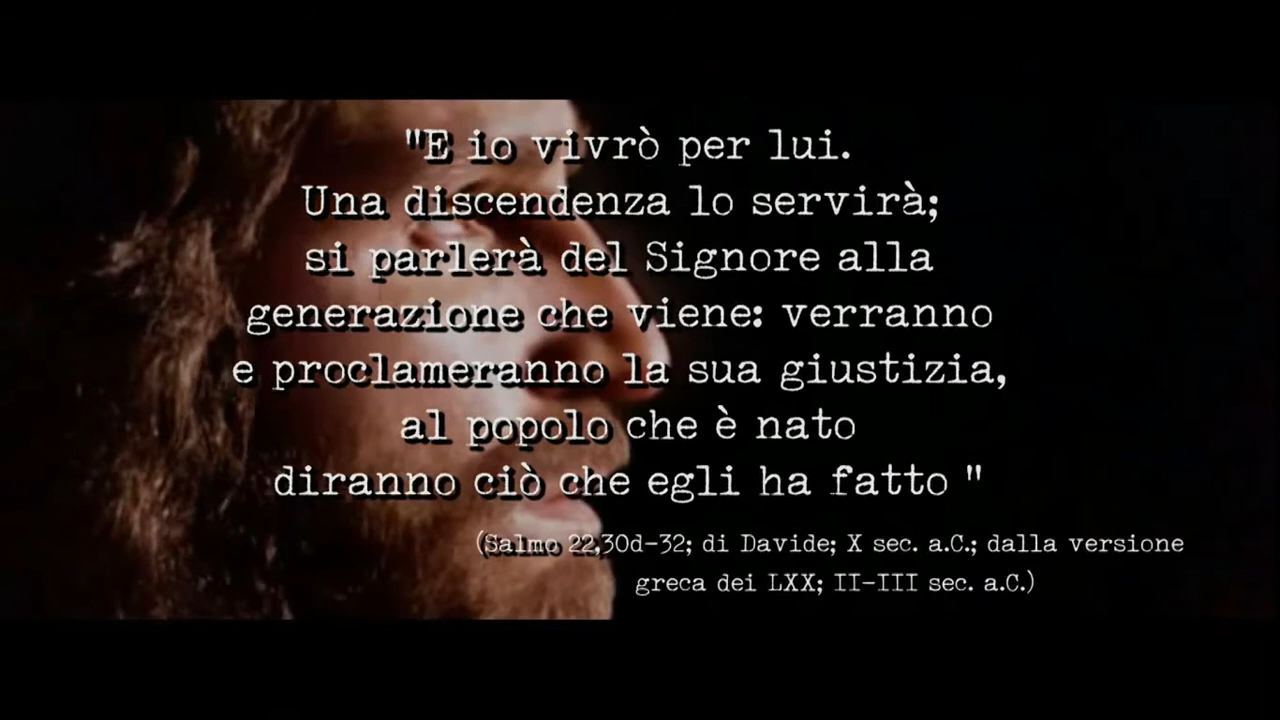 "E io vivrò per lui.
Una discendenza lo servirà;
si parlerà del Signore alla
generazione che viene: verranno
e proclameranno la sua giustizia,
al popolo che è nato
diranno ciò che egli ha fatto "
(Salmo 22,30d-32; di Davide; X sec. a.C.; dalla versione
greca dei LXX; II-III sec. a.C.)